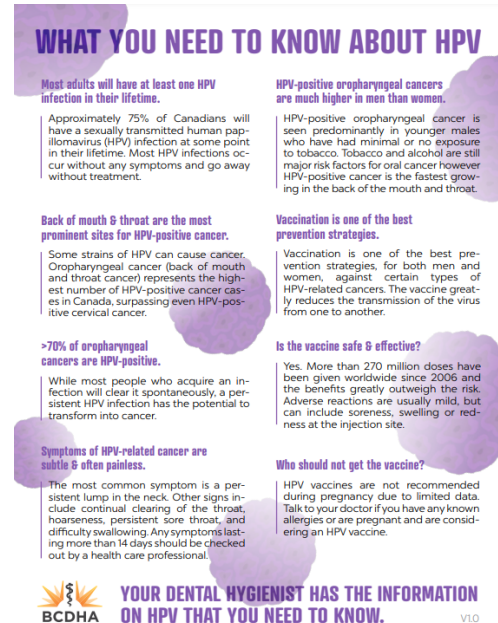 WHAT YOU NEED TO KNOW ABOUT HPV
Most adults will have at least one HPV
infection in their lifetime.
Approximately 75% of Canadians will
have a sexually transmitted human pap-
illomavirus (HPV) infection at some point
in their lifetime. Most HPV infections oc-
cur without any symptoms and go away
without treatment.
Back of mouth & throat are the most
prominent sites for HPV-positive cancer.
Some strains of HPV can cause cancer.
Oropharyngeal cancer (back of mouth
and throat cancer) represents the high-
est number of HPV-positive cancer cas-
es in Canada, surpassing even HPV-pos-
itive cervical cancer.
>70% of oropharyngeal
cancers are HPV-positive.
While most people who acquire an in-
fection will clear it spontaneously, a per-
sistent HPV infection has the potential to
transform into cancer.
Symptoms of HPV-related cancer are
subtle & often painless.
The most common symptom is a per-
sistent lump in the neck. Other signs in-
clude continual clearing of the throat,
hoarseness, persistent sore throat, and
difficulty swallowing. Any symptoms last-
ing more than 14 days should be checked
out by a health care professional.
HPV-positive oropharyngeal cancers
are much higher in men than women.
HPV-positive oropharyngeal cancer is
seen predominantly in younger males
who have had minimal or no exposure
to tobacco. Tobacco and alcohol are still
major risk factors for oral cancer however
HPV-positive cancer is the fastest grow-
ing in the back of the mouth and throat.
Vaccination is one of the best
prevention strategies.
Vaccination is one of the best pre-
vention strategies, for both men and
women, against certain types of
HPV-related cancers. The vaccine great-
ly reduces the transmission of the virus
from one to another.
Is the vaccine safe & effective?
Yes. More than 270 million doses have
been given worldwide since 2006 and
the benefits greatly outweigh the risk.
Adverse reactions are usually mild, but
can include soreness, swelling or red-
ness at the injection site.
Who should not get the vaccine?
HPV vaccines are not recommended
during pregnancy due to limited data.
Talk to your doctor if you have any known
allergies or are pregnant and are consid-
ering an HPV vaccine.
BCDHA
YOUR DENTAL HYGIENIST HAS THE INFORMATION
ON HPV THAT YOU NEED TO KNOW.
V1.0